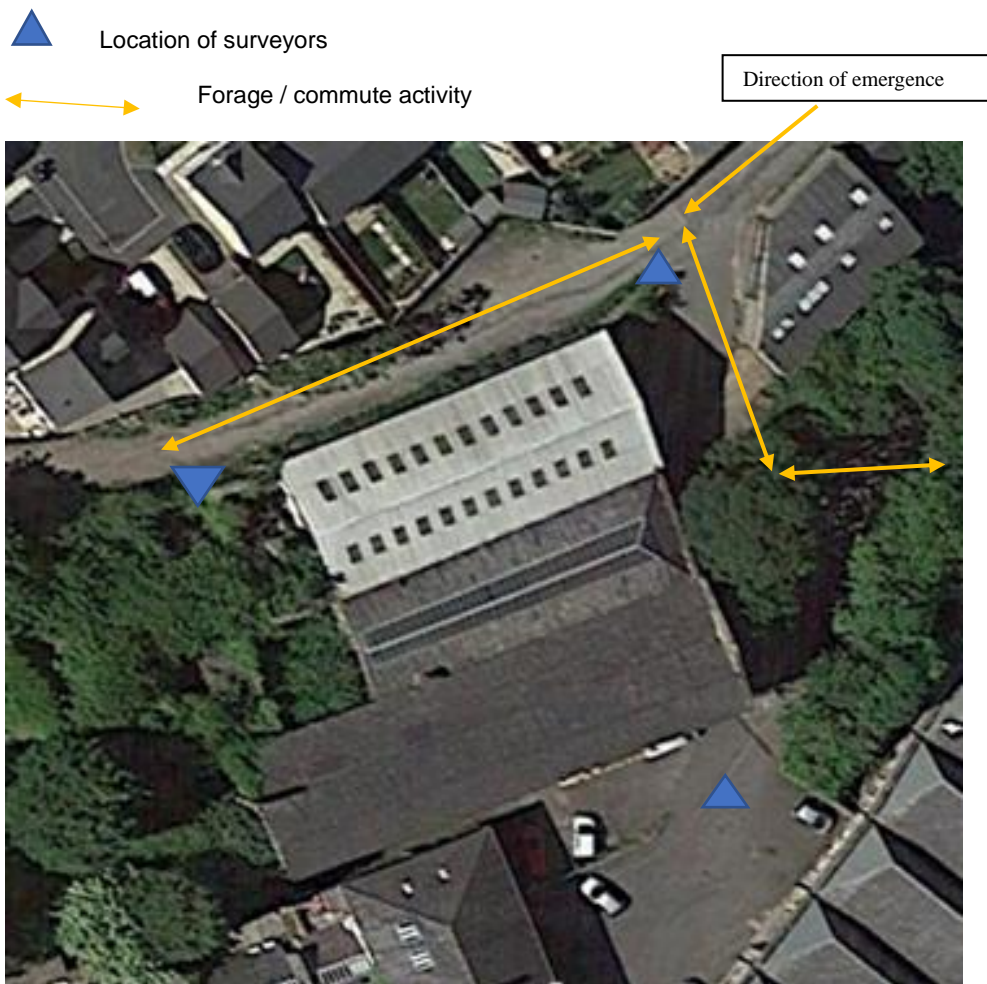 Location of surveyors
Forage / commute activity
Direction of emergence